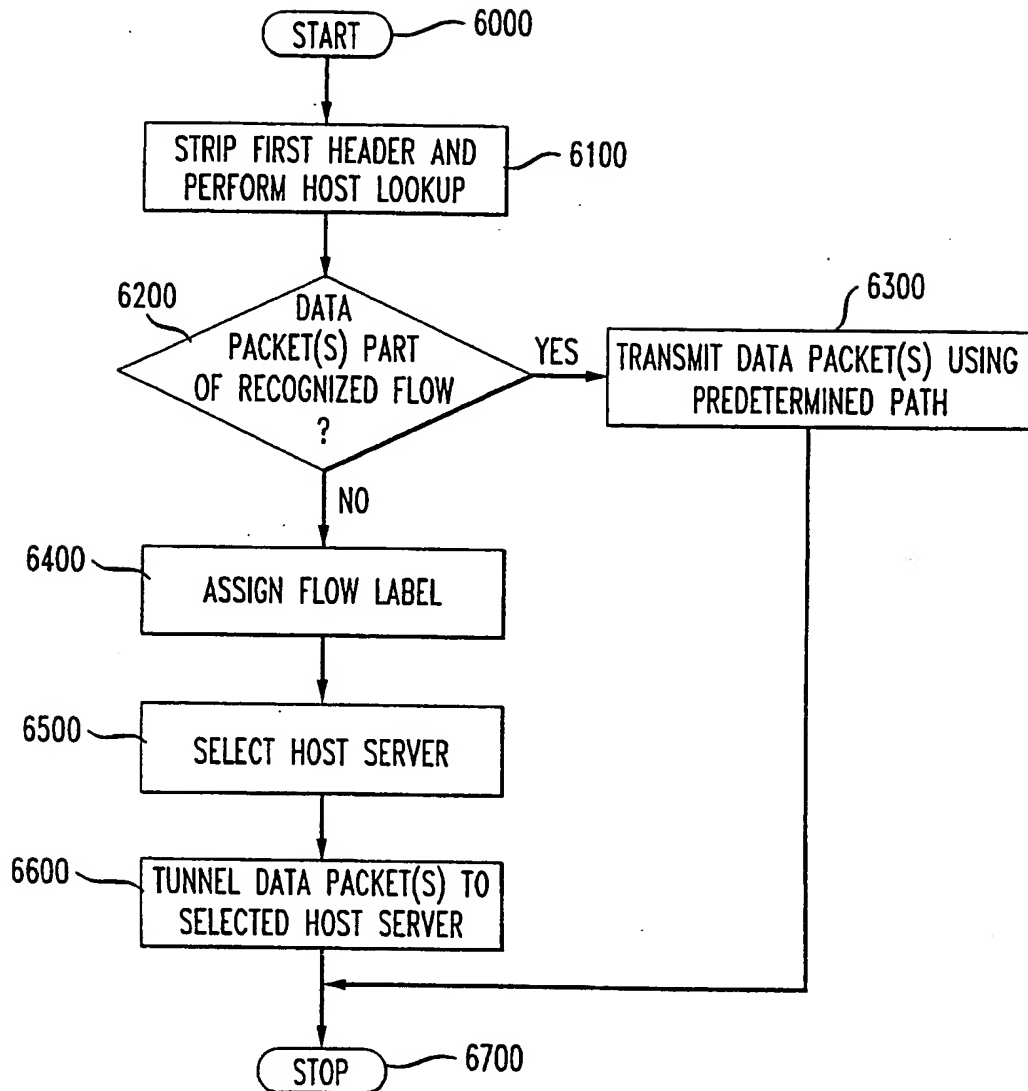 START
6000
STRIP FIRST HEADER AND
PERFORM HOST LOOKUP
6100
6200
DATA
PACKET(S) PART
OF RECOGNIZED FLOW
?
YES
6300
TRANSMIT DATA PACKET(S) USING
PREDETERMINED PATH
NO
6400
ASSIGN FLOW LABEL
6500
SELECT HOST SERVER
6600
TUNNEL DATA PACKET(S) TO
SELECTED HOST SERVER
STOP
6700